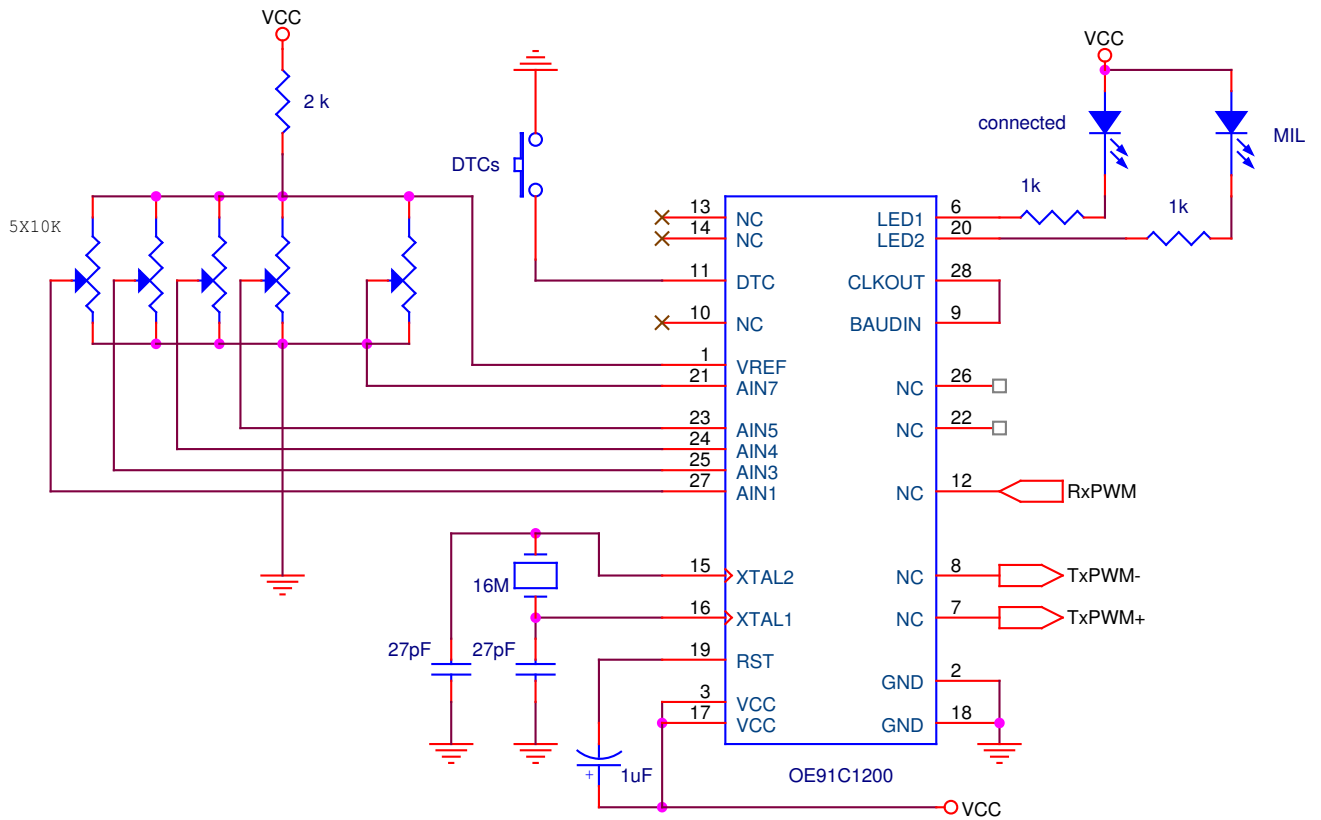 VCC
2 k
5X10K
DTCs
VCC
connected
MIL
1k
1k
13 NC
14 NC
11 DTC
10 NC
1 VREF
21 AIN7
23 AIN5
24 AIN4
25 AIN3
27 AIN1
15 XTAL2
16 XTAL1
19 RST
3 VCC
17 VCC
LED1 6
LED2 20
CLKOUT 28
BAUDIN 9
NC 26
NC 22
NC 12 RxPWM
NC 8 TxPWM-
NC 7 TxPWM+
GND 2
GND 18
16M
27pF
27pF
+ 1uF
OE91C1200
VCC